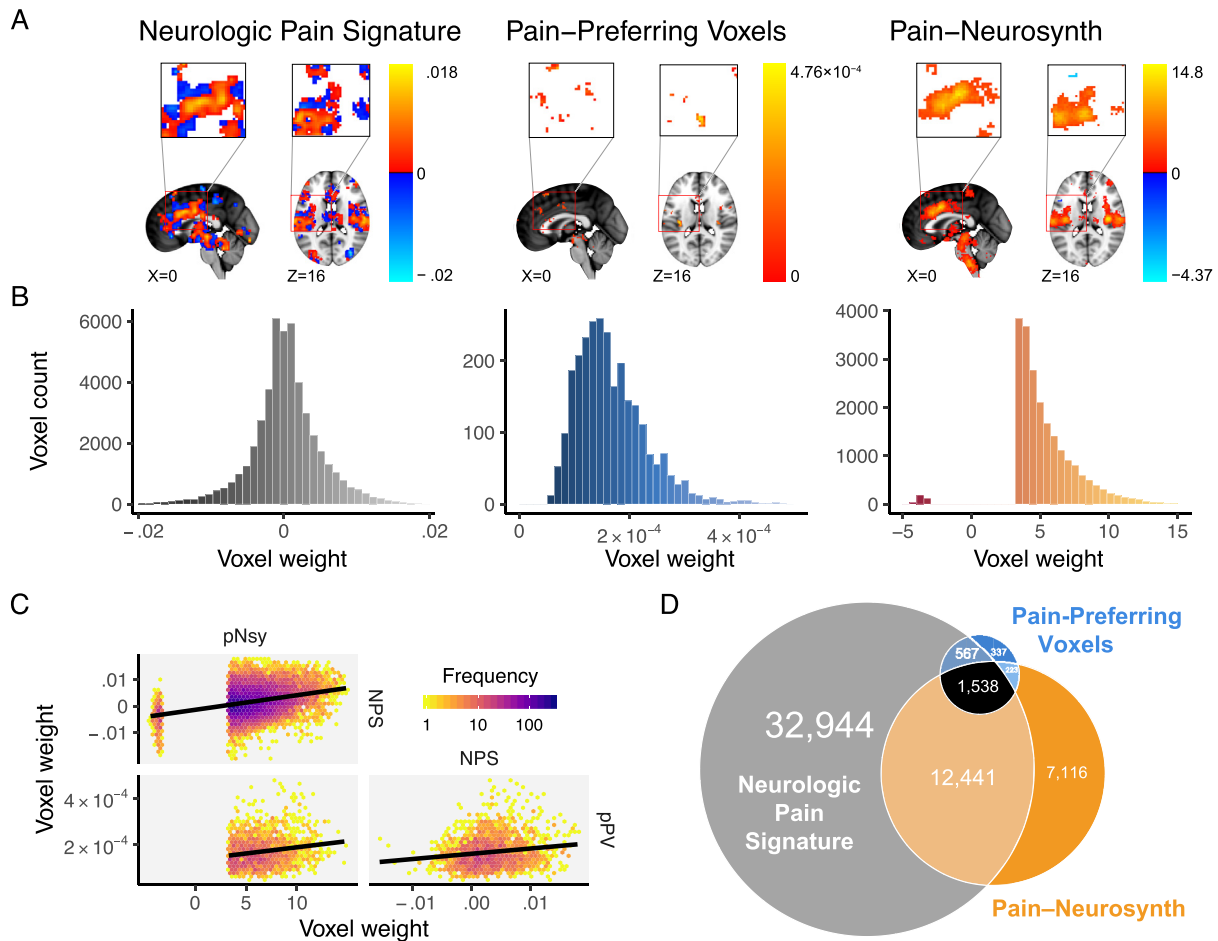 A
Neurologic Pain Signature
Pain–Preferring Voxels
Pain–Neurosynth
.018
0
– .02
X=0
Z=16
4.76×10⁻⁴
0
X=0
Z=16
14.8
0
-4.37
X=0
Z=16
B
Voxel count
6000
4000
2000
0
–.02
0
.02
Voxel weight
200
100
0
0
2×10⁻⁴
4×10⁻⁴
Voxel weight
4000
3000
2000
1000
0
−5
0
5
10
15
Voxel weight
C
pNsy
Voxel weight
.01
0
–.01
NPS
Frequency
1
10
100
NPS
4×10⁻⁴
2×10⁻⁴
pPV
0
5
10
–.01
.00
.01
Voxel weight
D
Pain-Preferring
Voxels
567
337
1,538
32,944
12,441
7,116
Neurologic
Pain
Signature
Pain–Neurosynth